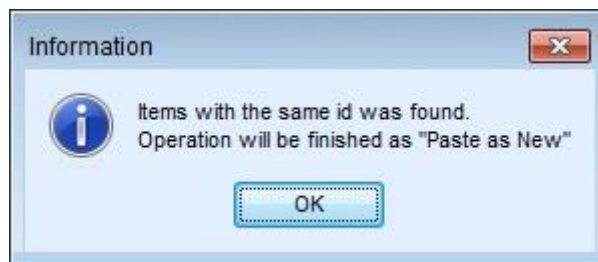 Information
Items with the same id was found.
Operation will be finished as "Paste as New"
OK